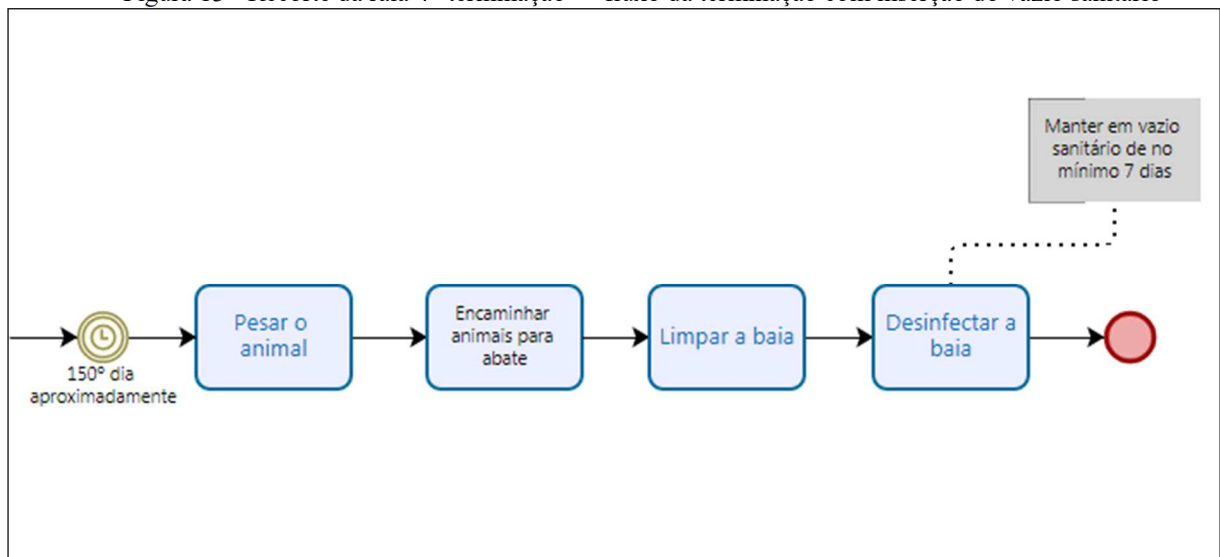 Manter em vazio
sanitário de no
mínimo 7 dias
150º dia
aproximadamente
Pesar o
animal
Encaminhar
animais para
abate
Limpar a baia
Desinfectar a
baia